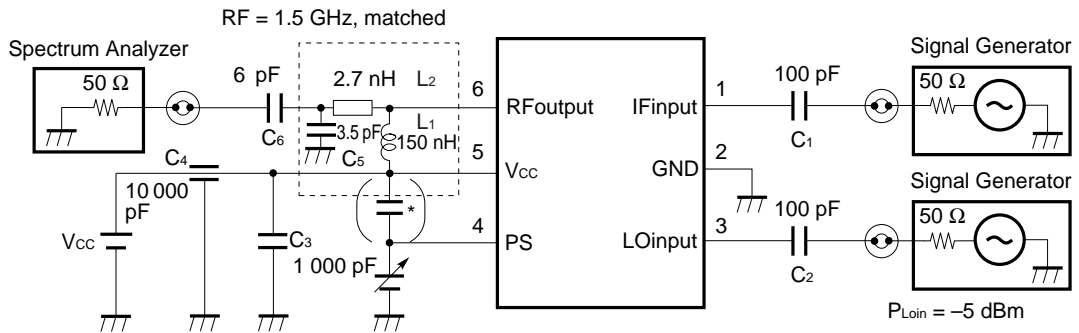 RF = 1.5 GHz, matched
Spectrum Analyzer
50 Ω
6 pF
C6
2.7 nH
L2
3.5 pF
C5
L1
150 nH
C4
10 000
pF
VCC
C3
1 000 pF
*
6
5
4
RFoutput
VCC
PS
IFinput
GND
LOinput
1
2
3
100 pF
C1
Signal Generator
50 Ω
100 pF
C2
Signal Generator
50 Ω
PLoin = –5 dBm